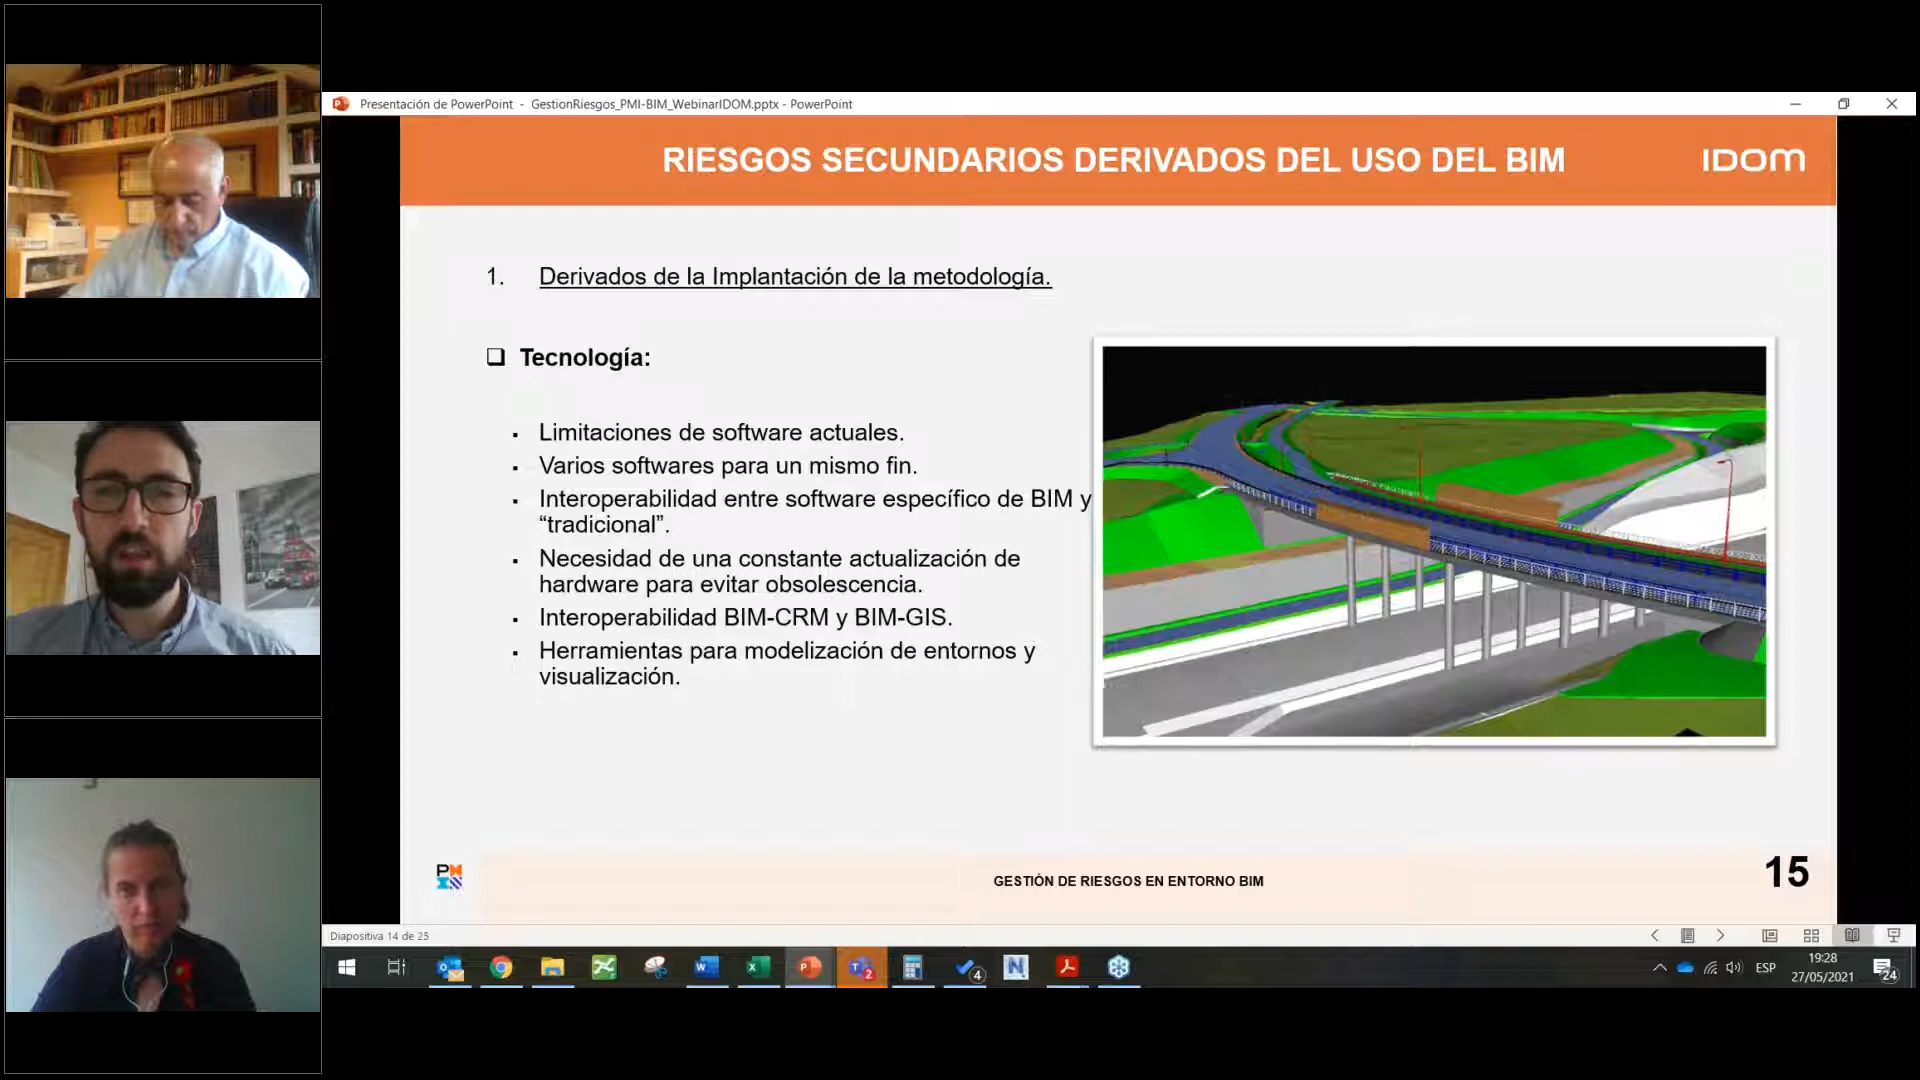 Presentación de PowerPoint - GestionRiesgos_PMI-BIM_WebinarIDOM.pptx - PowerPoint
RIESGOS SECUNDARIOS DERIVADOS DEL USO DEL BIM
IDOM
1. Derivados de la Implantación de la metodología.
Tecnología:
Limitaciones de software actuales.
Varios softwares para un mismo fin.
Interoperabilidad entre software específico de BIM y
“tradicional”.
Necesidad de una constante actualización de
hardware para evitar obsolescencia.
Interoperabilidad BIM-CRM y BIM-GIS.
Herramientas para modelización de entornos y
visualización.
GESTIÓN DE RIESGOS EN ENTORNO BIM
15
Diapositiva 14 de 25
2
4
ESP
19:28
27/05/2021
24